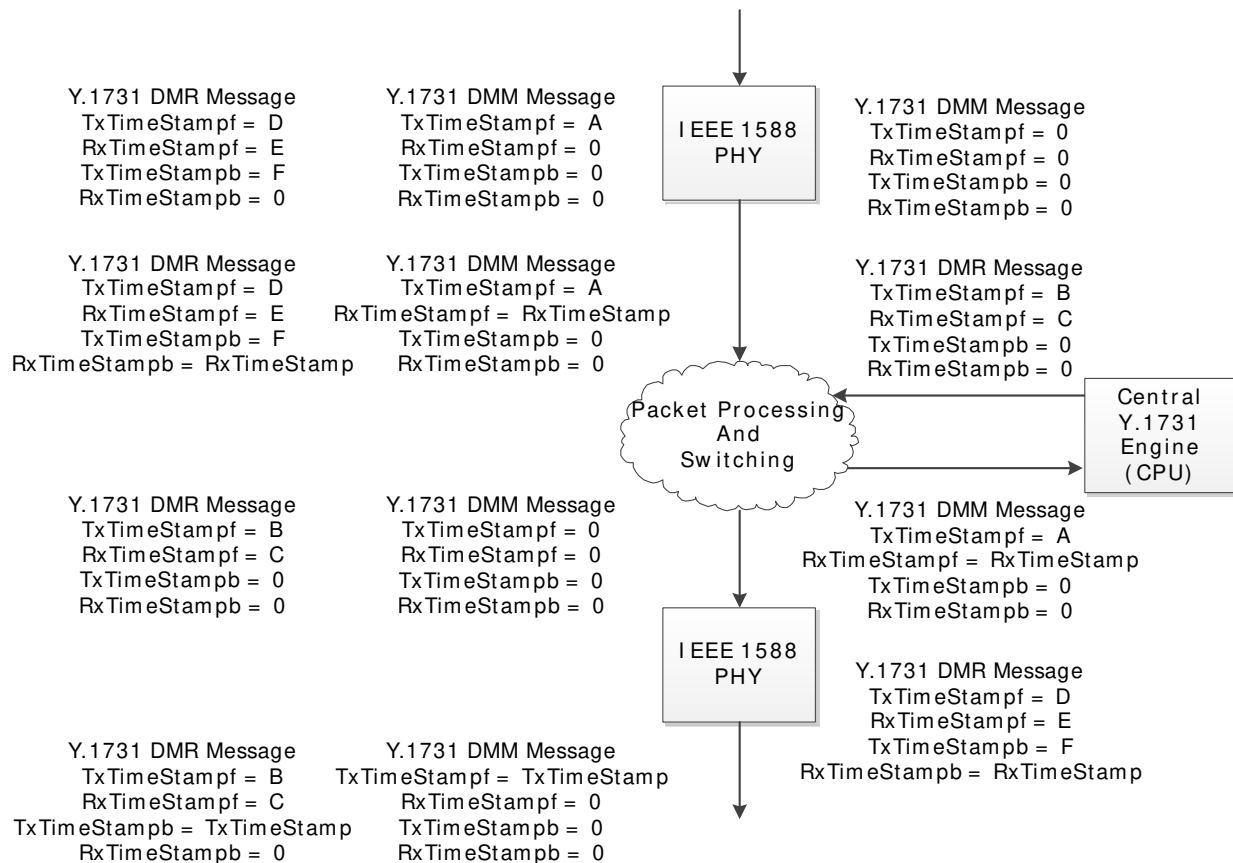 Y.1731 DMR Message
TxTimeStampf = D
RxTimeStampf = E
TxTimeStampb = F
RxTimeStampb = 0
Y.1731 DMM Message
TxTimeStampf = A
RxTimeStampf = 0
TxTimeStampb = 0
RxTimeStampb = 0
IEEE 1588
PHY
Y.1731 DMM Message
TxTimeStampf = 0
RxTimeStampf = 0
TxTimeStampb = 0
RxTimeStampb = 0
Y.1731 DMR Message
TxTimeStampf = D
RxTimeStampf = E
TxTimeStampb = F
RxTimeStampb = RxTimeStamp
Y.1731 DMM Message
TxTimeStampf = A
RxTimeStampf = RxTimeStamp
TxTimeStampb = 0
RxTimeStampb = 0
Y.1731 DMR Message
TxTimeStampf = B
RxTimeStampf = C
TxTimeStampb = 0
RxTimeStampb = 0
Packet Processing
And
Switching
Central
Y.1731
Engine
(CPU)
Y.1731 DMR Message
TxTimeStampf = B
RxTimeStampf = C
TxTimeStampb = 0
RxTimeStampb = 0
Y.1731 DMM Message
TxTimeStampf = 0
RxTimeStampf = 0
TxTimeStampb = 0
RxTimeStampb = 0
Y.1731 DMM Message
TxTimeStampf = A
RxTimeStampf = RxTimeStamp
TxTimeStampb = 0
RxTimeStampb = 0
IEEE 1588
PHY
Y.1731 DMR Message
TxTimeStampf = D
RxTimeStampf = E
TxTimeStampb = F
RxTimeStampb = RxTimeStamp
Y.1731 DMR Message
TxTimeStampf = B
RxTimeStampf = C
TxTimeStampb = TxTimeStamp
RxTimeStampb = 0
Y.1731 DMM Message
TxTimeStampf = TxTimeStamp
RxTimeStampf = 0
TxTimeStampb = 0
RxTimeStampb = 0